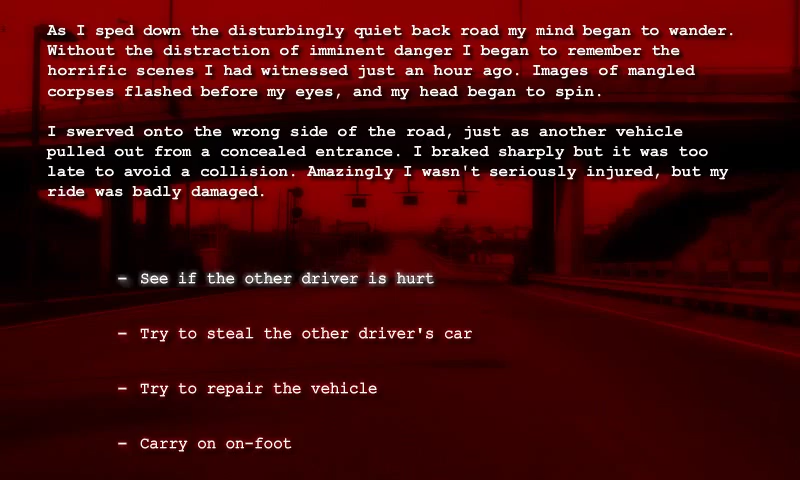 As I sped down the disturbingly quiet back road my mind began to wander.
Without the distraction of imminent danger I began to remember the
horrific scenes I had witnessed just an hour ago. Images of mangled
corpses flashed before my eyes, and my head began to spin.
I swerved onto the wrong side of the road, just as another vehicle
pulled out from a concealed entrance. I braked sharply but it was too
late to avoid a collision. Amazingly I wasn't seriously injured, but my
ride was badly damaged.
- See if the other driver is hurt
- Try to steal the other driver's car
- Try to repair the vehicle
- Carry on on-foot